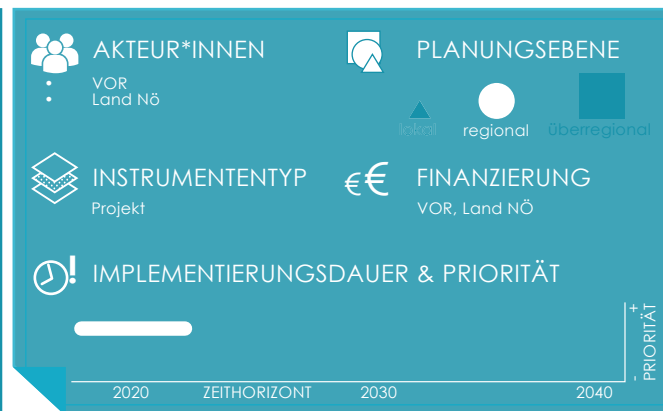 AKTEUR*INNEN
• VOR
• Land Nö
PLANUNGSEBENE
lokal regional überregional
INSTRUMENTENTYP
Projekt
€€ FINANZIERUNG
VOR, Land NÖ
! IMPLEMENTIERUNGSDAUER & PRIORITÄT
- PRIORITÄT +
2020 ZEITHORIZONT 2030 2040